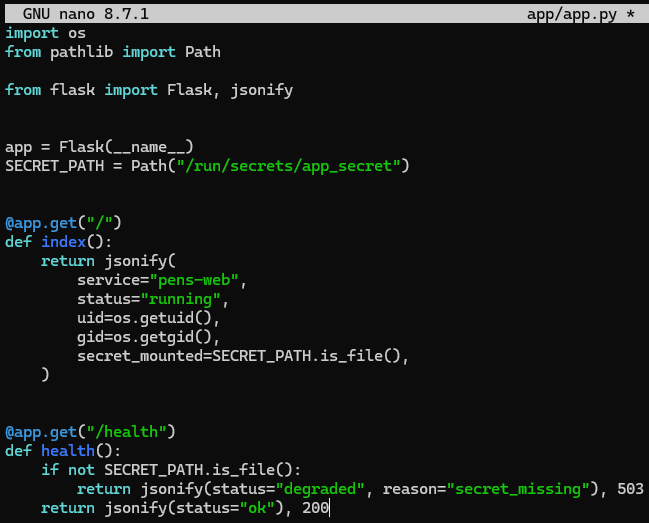 GNU nano 8.7.1 app/app.py *
import os
from pathlib import Path

from flask import Flask, jsonify


app = Flask(__name__)
SECRET_PATH = Path("/run/secrets/app_secret")


@app.get("/")
def index():
    return jsonify(
        service="pens-web",
        status="running",
        uid=os.getuid(),
        gid=os.getgid(),
        secret_mounted=SECRET_PATH.is_file(),
    )


@app.get("/health")
def health():
    if not SECRET_PATH.is_file():
        return jsonify(status="degraded", reason="secret_missing"), 503
    return jsonify(status="ok"), 200